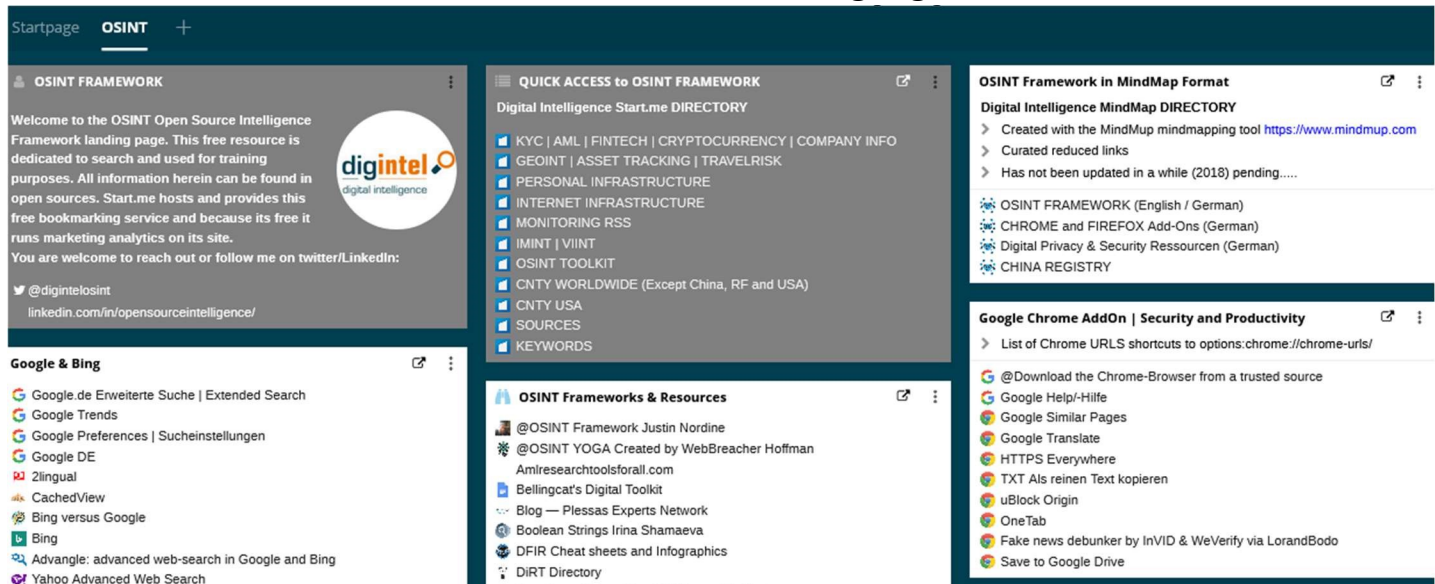 Startpage OSINT +
OSINT FRAMEWORK
Welcome to the OSINT Open Source Intelligence
Framework landing page. This free resource is
dedicated to search and used for training
purposes. All information herein can be found in
open sources. Start.me hosts and provides this
free bookmarking service and because its free it
runs marketing analytics on its site.
You are welcome to reach out or follow me on twitter/LinkedIn:
@digintelosint
linkedin.com/in/opensourceintelligence/
digintel
digital intelligence
Google & Bing
Google.de Erweiterte Suche | Extended Search
Google Trends
Google Preferences | Sucheinstellungen
Google DE
2lingual
CachedView
Bing versus Google
Bing
Advangle: advanced web-search in Google and Bing
Yahoo Advanced Web Search
QUICK ACCESS to OSINT FRAMEWORK
Digital Intelligence Start.me DIRECTORY
KYC | AML | FINTECH | CRYPTOCURRENCY | COMPANY INFO
GEOINT | ASSET TRACKING | TRAVELRISK
PERSONAL INFRASTRUCTURE
INTERNET INFRASTRUCTURE
MONITORING RSS
IMINT | VIINT
OSINT TOOLKIT
CNTY WORLDWIDE (Except China, RF and USA)
CNTY USA
SOURCES
KEYWORDS
OSINT Frameworks & Resources
@OSINT Framework Justin Nordine
@OSINT YOGA Created by WebBreacher Hoffman
Amlresearchtoolsforall.com
Bellingcat's Digital Toolkit
Blog — Plessas Experts Network
Boolean Strings Irina Shamaeva
DFIR Cheat sheets and Infographics
DiRT Directory
OSINT Framework in MindMap Format
Digital Intelligence MindMap DIRECTORY
Created with the MindMup mindmapping tool https://www.mindmup.com
Curated reduced links
Has not been updated in a while (2018) pending.....
OSINT FRAMEWORK (English / German)
CHROME and FIREFOX Add-Ons (German)
Digital Privacy & Security Ressourcen (German)
CHINA REGISTRY
Google Chrome AddOn | Security and Productivity
List of Chrome URLS shortcuts to options:chrome://chrome-urls/
@Download the Chrome-Browser from a trusted source
Google Help/-Hilfe
Google Similar Pages
Google Translate
HTTPS Everywhere
TXT Als reinen Text kopieren
uBlock Origin
OneTab
Fake news debunker by InVID & WeVerify via LorandBodo
Save to Google Drive